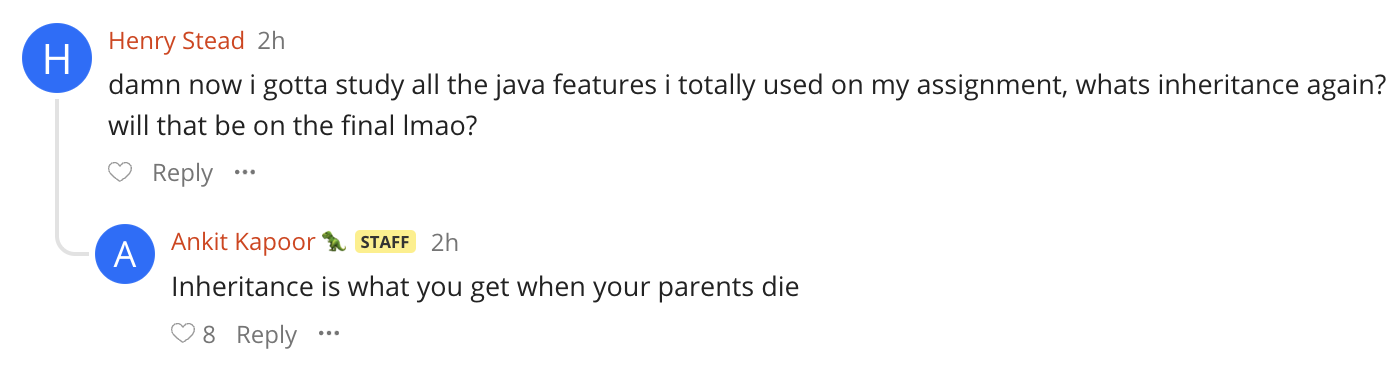 H
Henry Stead 2h
damn now i gotta study all the java features i totally used on my assignment, whats inheritance again?
will that be on the final lmao?
Reply ···
A
Ankit Kapoor 🦖 STAFF 2h
Inheritance is what you get when your parents die
8 Reply ···